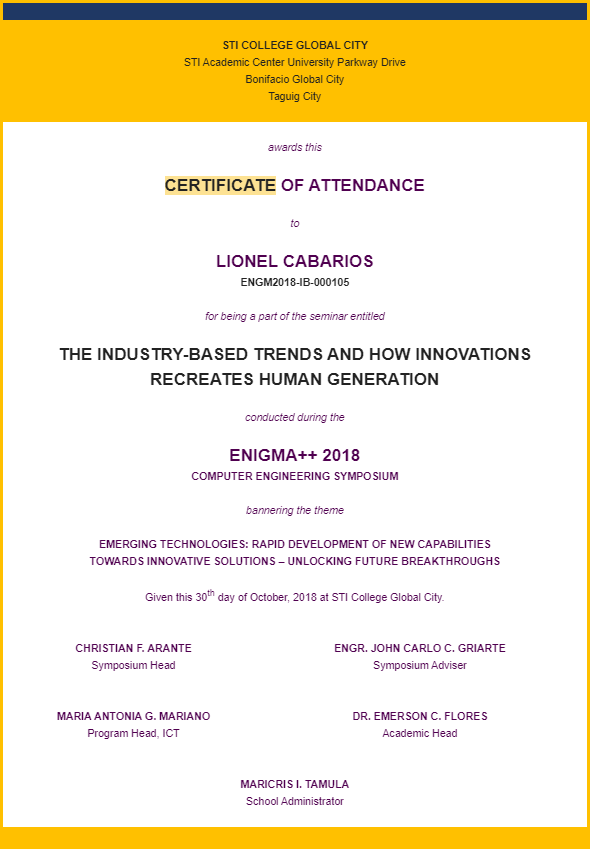 STI COLLEGE GLOBAL CITY
STI Academic Center University Parkway Drive
Bonifacio Global City
Taguig City
awards this
CERTIFICATE OF ATTENDANCE
to
LIONEL CABARIOS
ENGM2018-IB-000105
for being a part of the seminar entitled
THE INDUSTRY-BASED TRENDS AND HOW INNOVATIONS
RECREATES HUMAN GENERATION
conducted during the
ENIGMA++ 2018
COMPUTER ENGINEERING SYMPOSIUM
bannering the theme
EMERGING TECHNOLOGIES: RAPID DEVELOPMENT OF NEW CAPABILITIES
TOWARDS INNOVATIVE SOLUTIONS – UNLOCKING FUTURE BREAKTHROUGHS
Given this 30th day of October, 2018 at STI College Global City.
CHRISTIAN F. ARANTE
Symposium Head
ENGR. JOHN CARLO C. GRIARTE
Symposium Adviser
MARIA ANTONIA G. MARIANO
Program Head, ICT
DR. EMERSON C. FLORES
Academic Head
MARICRIS I. TAMULA
School Administrator